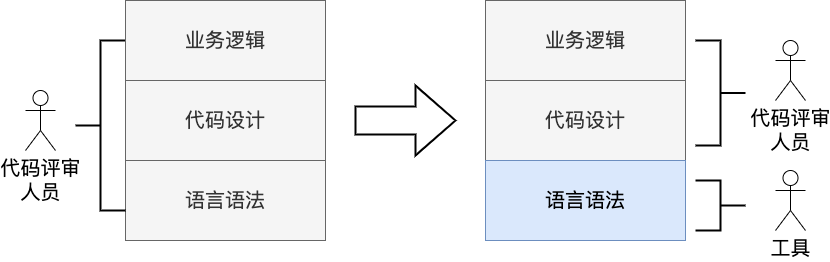 业务逻辑
代码设计
语言语法
代码评审
人员
业务逻辑
代码设计
语言语法
代码评审
人员
工具